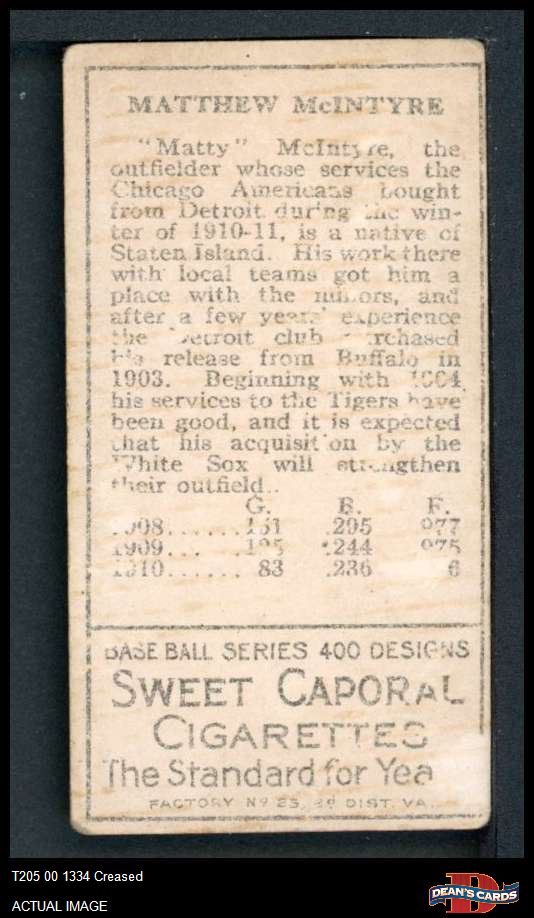 MATTHEW McINTYRE
"Matty" McIntyre, the
outfielder whose services the
Chicago Americans bought
from Detroit during the win-
ter of 1910-11, is a native of
Staten Island. His work there
with local teams got him a
place with the minors, and
after a few years' experience
the Detroit club purchased
his release from Buffalo in
1903. Beginning with 1904
his services to the Tigers have
been good, and it is expected
that his acquisition by the
White Sox will strengthen
their outfield.
G. B. F.
1908...... 151 .295 977
1909... .244 975
1910...... 83 .236 6
BASE BALL SERIES 400 DESIGNS
SWEET CAPORAL
CIGARETTES
The Standard for Yea
FACTORY No 25, DIST. VA.
T205 00 1334 Creased
ACTUAL IMAGE
DEAN'S CARDS